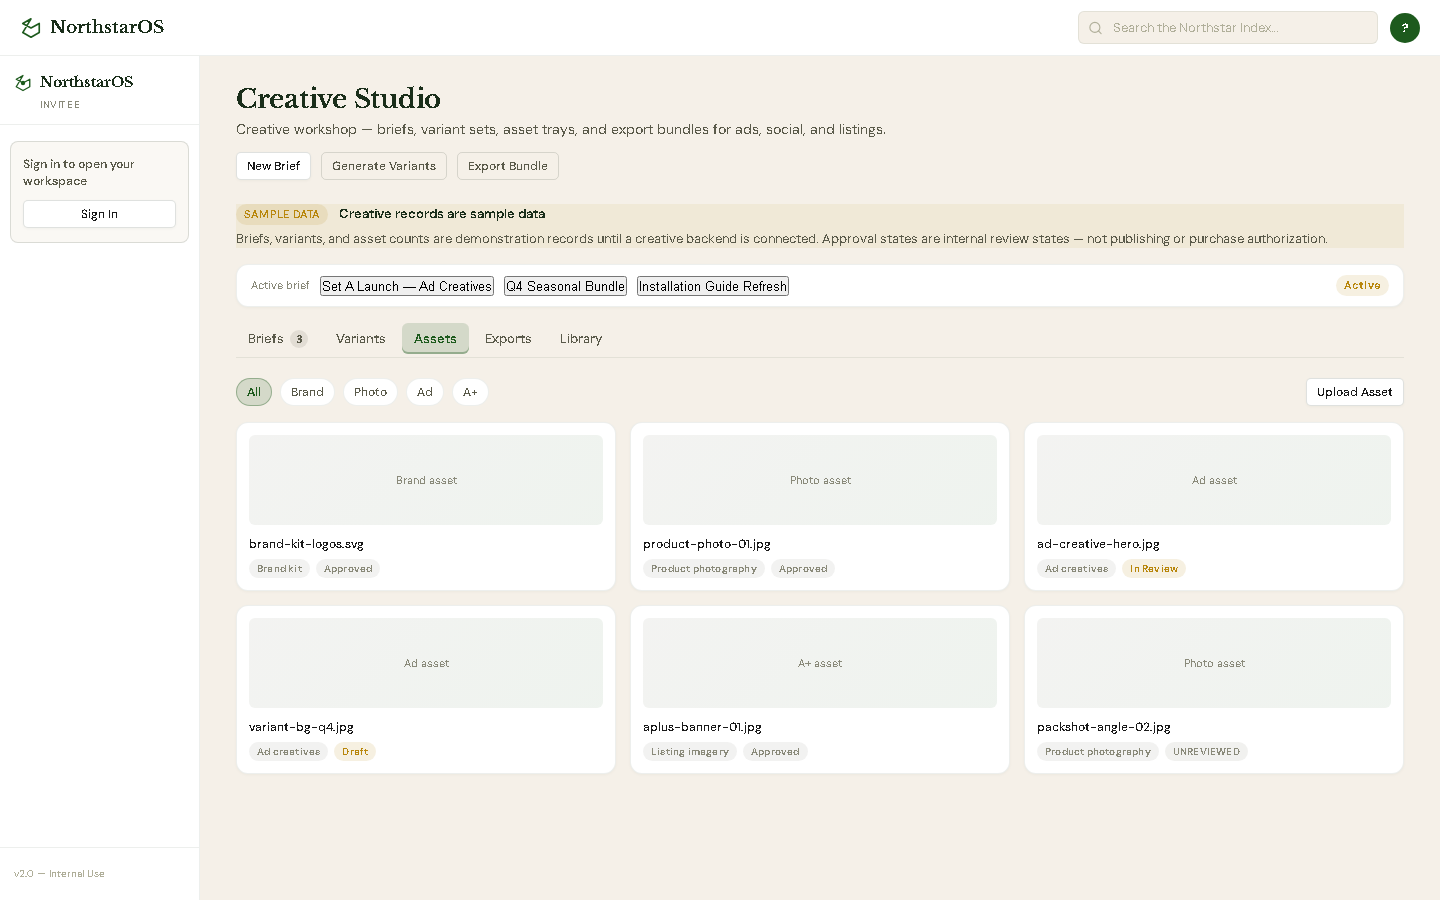 NorthstarOS
Search the Northstar Index...
?
NorthstarOS
INVITEE
Sign in to open your
workspace
Sign In
v2.0 — Internal Use
Creative Studio
Creative workshop — briefs, variant sets, asset trays, and export bundles for ads, social, and listings.
New Brief
Generate Variants
Export Bundle
SAMPLE DATA Creative records are sample data
Briefs, variants, and asset counts are demonstration records until a creative backend is connected. Approval states are internal review states — not publishing or purchase authorization.
Active brief Set A Launch — Ad Creatives Q4 Seasonal Bundle Installation Guide Refresh Active
Briefs 3 Variants Assets Exports Library
All Brand Photo Ad A+ Upload Asset
Brand asset
brand-kit-logos.svg
Brand kit Approved
Photo asset
product-photo-01.jpg
Product photography Approved
Ad asset
ad-creative-hero.jpg
Ad creatives In Review
Ad asset
variant-bg-q4.jpg
Ad creatives Draft
A+ asset
aplus-banner-01.jpg
Listing imagery Approved
Photo asset
packshot-angle-02.jpg
Product photography UNREVIEWED